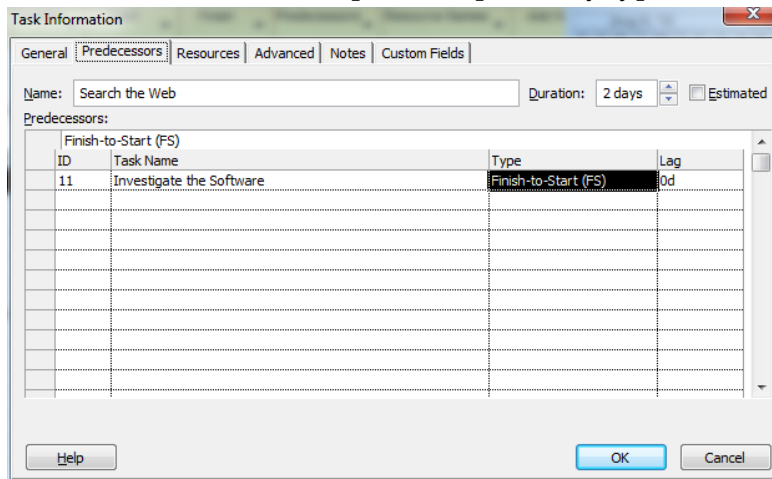 Task Information
General Predecessors Resources Advanced Notes Custom Fields
Name: Search the Web Duration: 2 days Estimated
Predecessors:
Finish-to-Start (FS)
ID Task Name Type Lag
11 Investigate the Software Finish-to-Start (FS) 0d
Help OK Cancel